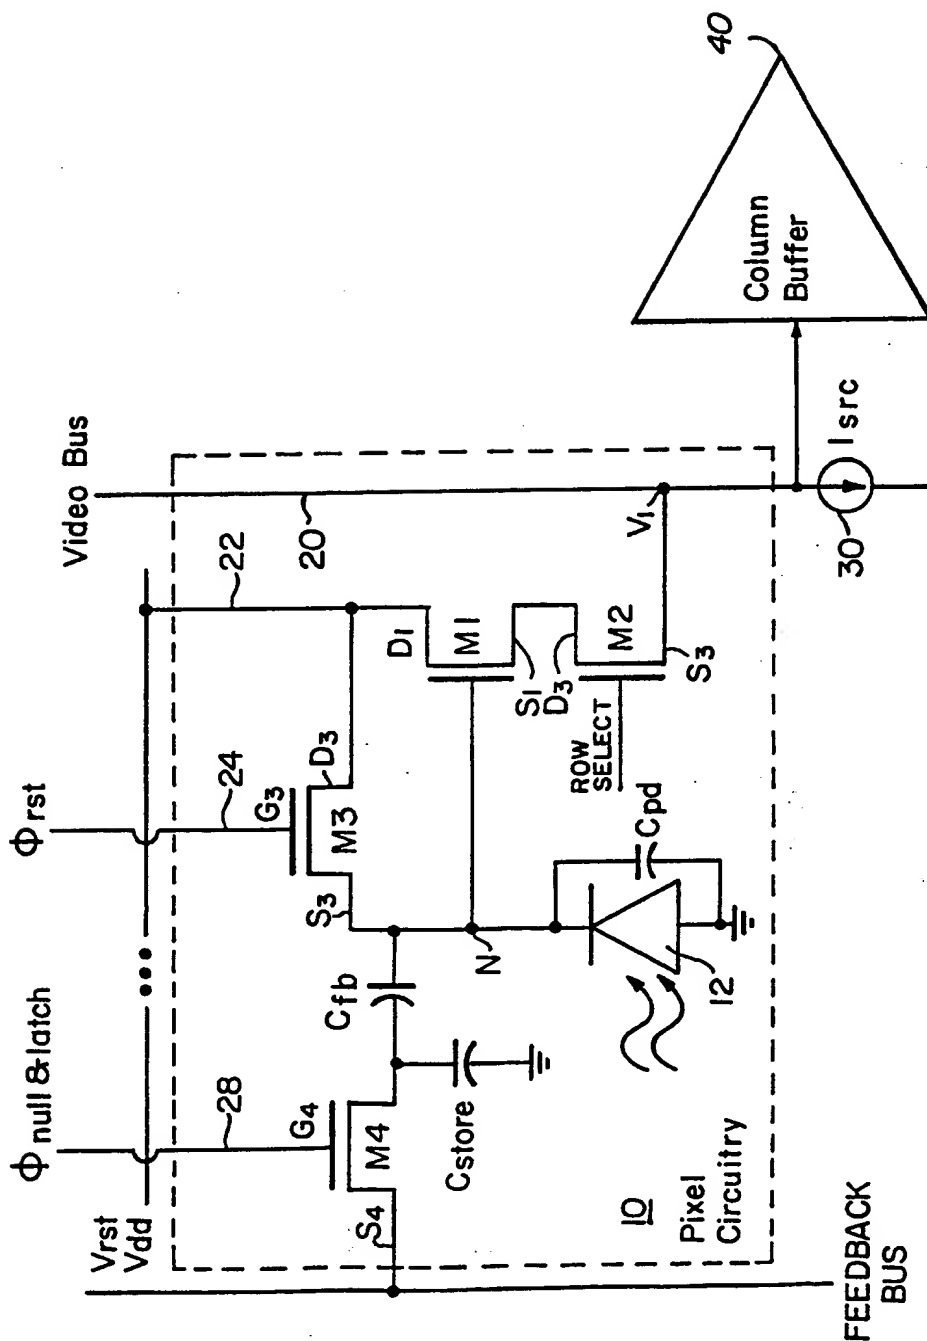 Φnull & latch
Φrst
Vrst
Vdd
Video Bus
28
24
22
20
G4
M4
S4
G3
D3
M3
S3
Cfb
Cstore
N
D1
M1
S1
D3
M2
S3
ROW
SELECT
V1
Cpd
12
10
Pixel
Circuitry
FEEDBACK
BUS
30
Isrc
Column
Buffer
40